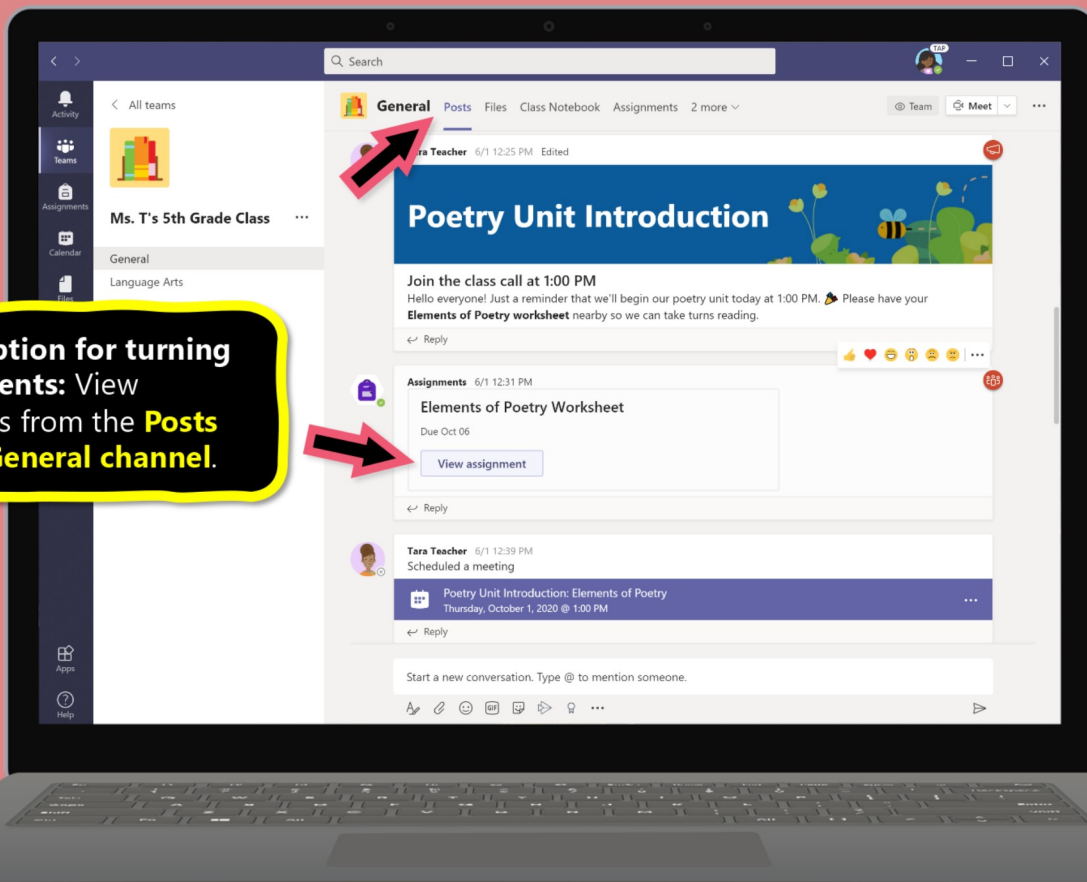 TAP
Search
Activity
Teams
Assignments
Calendar
Files
Apps
Help
All teams
Ms. T's 5th Grade Class
General
Language Arts
General Posts Files Class Notebook Assignments 2 more
Team Meet
Teacher 6/1 12:25 PM Edited
Poetry Unit Introduction
Join the class call at 1:00 PM
Hello everyone! Just a reminder that we'll begin our poetry unit today at 1:00 PM. Please have your
Elements of Poetry worksheet nearby so we can take turns reading.
Reply
Assignments 6/1 12:31 PM
Elements of Poetry Worksheet
Due Oct 06
View assignment
Reply
Tara Teacher 6/1 12:39 PM
Scheduled a meeting
Poetry Unit Introduction: Elements of Poetry
Thursday, October 1, 2020 @ 1:00 PM
Reply
Start a new conversation. Type @ to mention someone.
GIF
for turning
View
from the Posts
General channel.